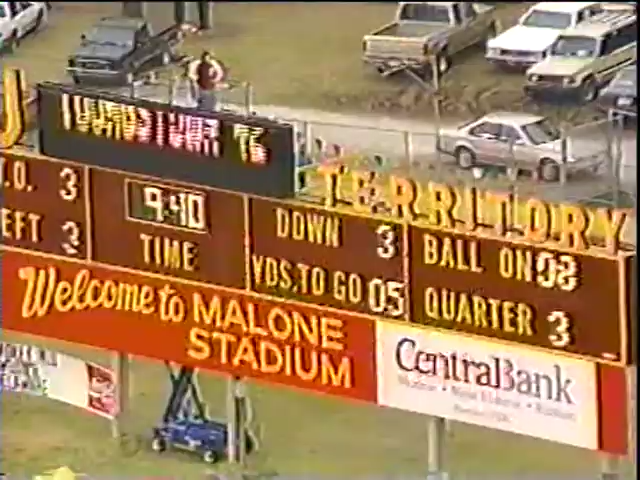 TERRITORY
T.O. 3
EFT 3
9:40
TIME
DOWN 3
YDS. TO GO 05
BALL ON 08
QUARTER 3
Welcome to MALONE
STADIUM
CentralBank